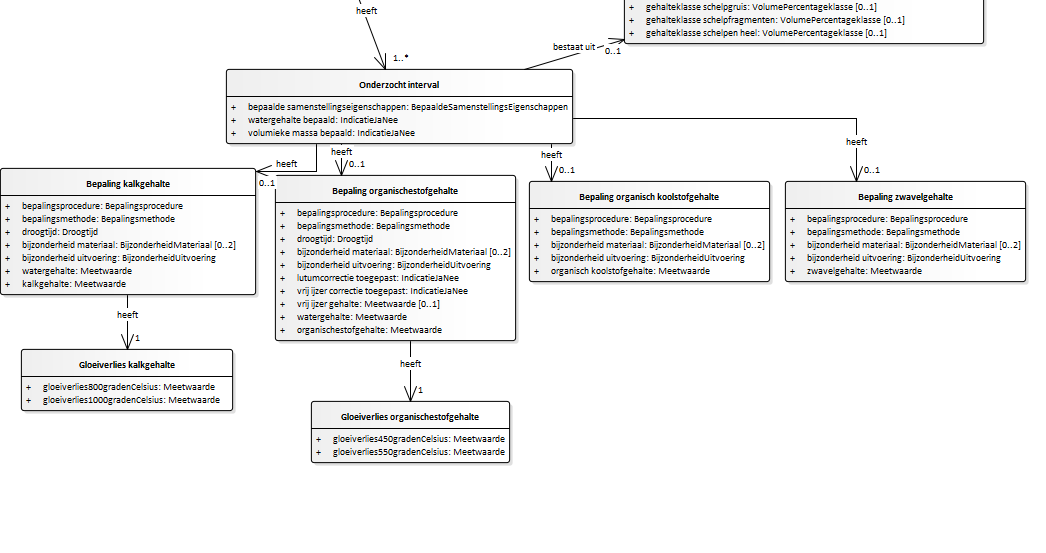 heeft
1..*
+ gehalteklasse schelpgruis: VolumePercentageklasse [0..1]
+ gehalteklasse schelpfragmenten: VolumePercentageklasse [0..1]
+ gehalteklasse schelpen heel: VolumePercentageklasse [0..1]
bestaat uit
0..1
Onderzocht interval
+ bepaalde samenstellingseigenschappen: BepaaldeSamenstellingsEigenschappen
+ watergehalte bepaald: IndicatieJaNee
+ volumieke massa bepaald: IndicatieJaNee
heeft
0..1
heeft
0..1
heeft
0..1
heeft
0..1
Bepaling kalkgehalte
+ bepalingsprocedure: Bepalingsprocedure
+ bepalingsmethode: Bepalingsmethode
+ droogtijd: Droogtijd
+ bijzonderheid materiaal: BijzonderheidMateriaal [0..2]
+ bijzonderheid uitvoering: BijzonderheidUitvoering
+ watergehalte: Meetwaarde
+ kalkgehalte: Meetwaarde
Bepaling organischestofgehalte
+ bepalingsprocedure: Bepalingsprocedure
+ bepalingsmethode: Bepalingsmethode
+ droogtijd: Droogtijd
+ bijzonderheid materiaal: BijzonderheidMateriaal [0..2]
+ bijzonderheid uitvoering: BijzonderheidUitvoering
+ lutumcorrectie toegepast: IndicatieJaNee
+ vrij ijzer correctie toegepast: IndicatieJaNee
+ vrij ijzer gehalte: Meetwaarde [0..1]
+ watergehalte: Meetwaarde
+ organischestofgehalte: Meetwaarde
Bepaling organisch koolstofgehalte
+ bepalingsprocedure: Bepalingsprocedure
+ bepalingsmethode: Bepalingsmethode
+ bijzonderheid materiaal: BijzonderheidMateriaal [0..2]
+ bijzonderheid uitvoering: BijzonderheidUitvoering
+ organisch koolstofgehalte: Meetwaarde
Bepaling zwavelgehalte
+ bepalingsprocedure: Bepalingsprocedure
+ bepalingsmethode: Bepalingsmethode
+ bijzonderheid materiaal: BijzonderheidMateriaal [0..2]
+ bijzonderheid uitvoering: BijzonderheidUitvoering
+ zwavelgehalte: Meetwaarde
heeft
1
Gloeiverlies kalkgehalte
+ gloeiverlies800gradenCelsius: Meetwaarde
+ gloeiverlies1000gradenCelsius: Meetwaarde
heeft
1
Gloeiverlies organischestofgehalte
+ gloeiverlies450gradenCelsius: Meetwaarde
+ gloeiverlies550gradenCelsius: Meetwaarde